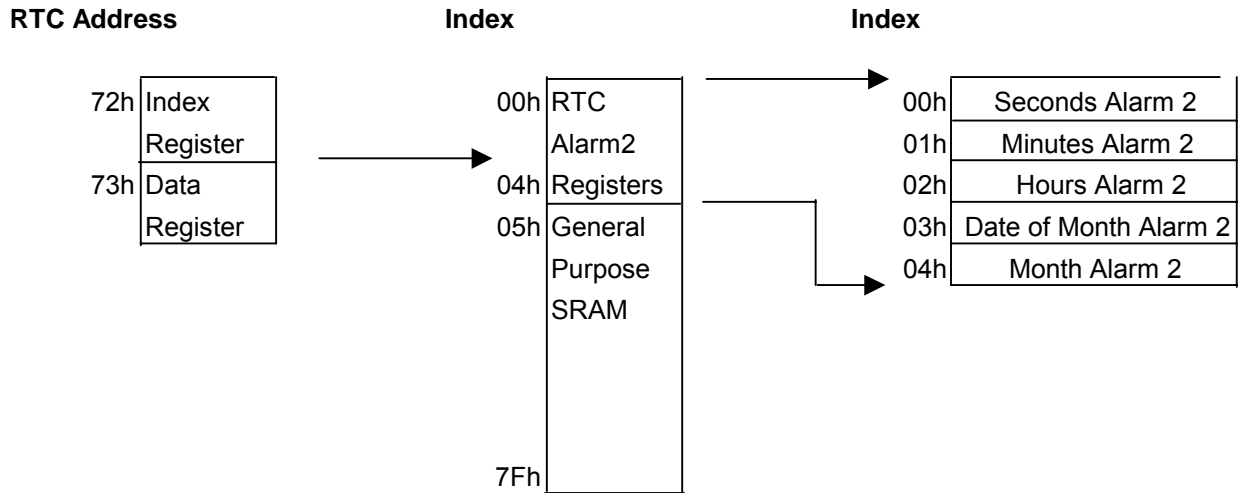 RTC Address Index Index
72h Index
Register
73h Data
Register
00h RTC
Alarm2
04h Registers
05h General
Purpose
SRAM
7Fh
00h Seconds Alarm 2
01h Minutes Alarm 2
02h Hours Alarm 2
03h Date of Month Alarm 2
04h Month Alarm 2